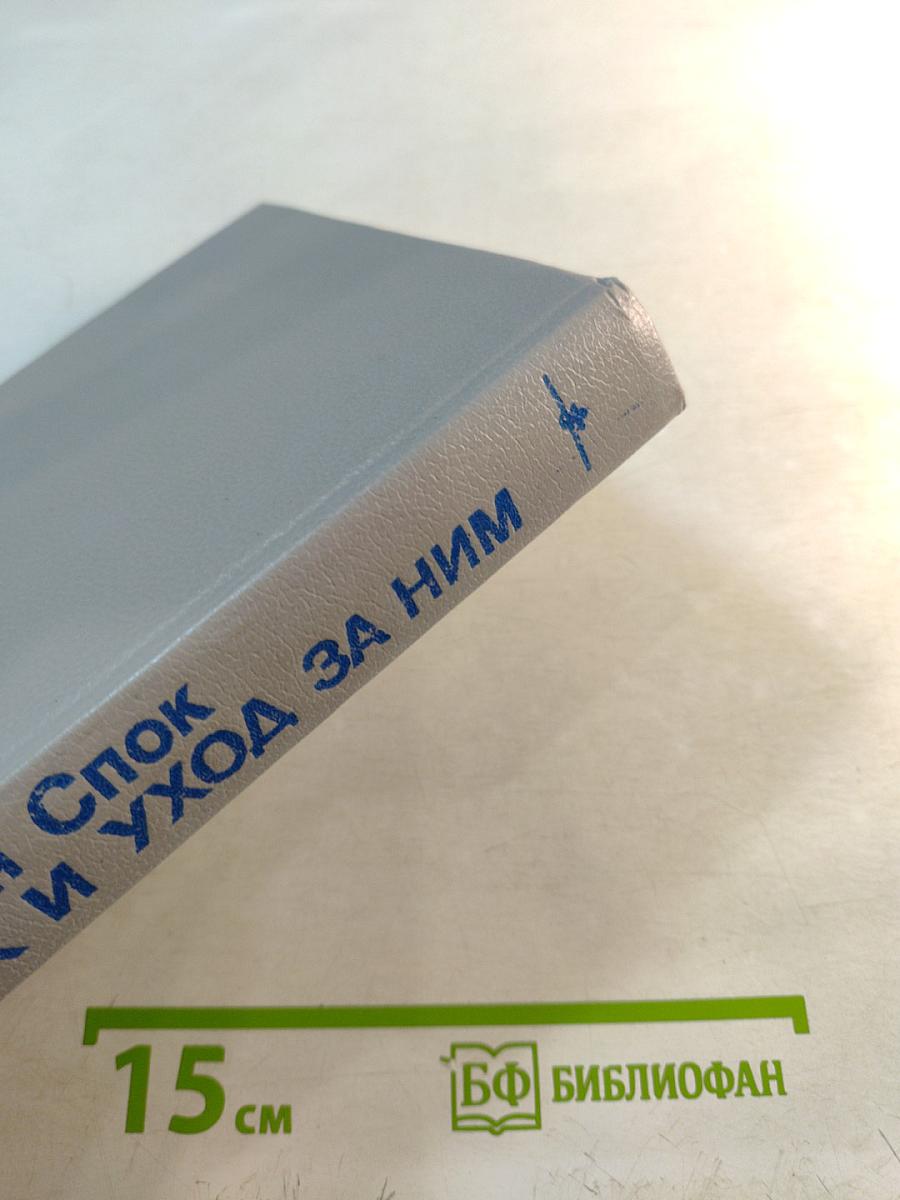 Спок
и уход за ним
15 см
БФ БИБЛИОФАН